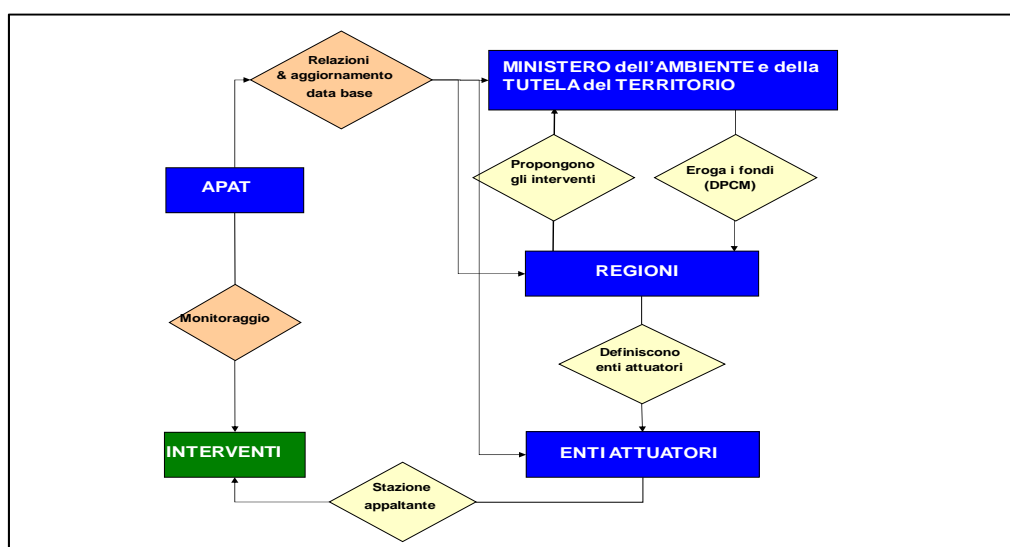 Relazioni
& aggiornamento
data base
MINISTERO dell'AMBIENTE e della
TUTELA del TERRITORIO
Propongono
gli interventi
Eroga i fondi
(DPCM)
APAT
REGIONI
Monitoraggio
Definiscono
enti attuatori
INTERVENTI
ENTI ATTUATORI
Stazione
appaltante